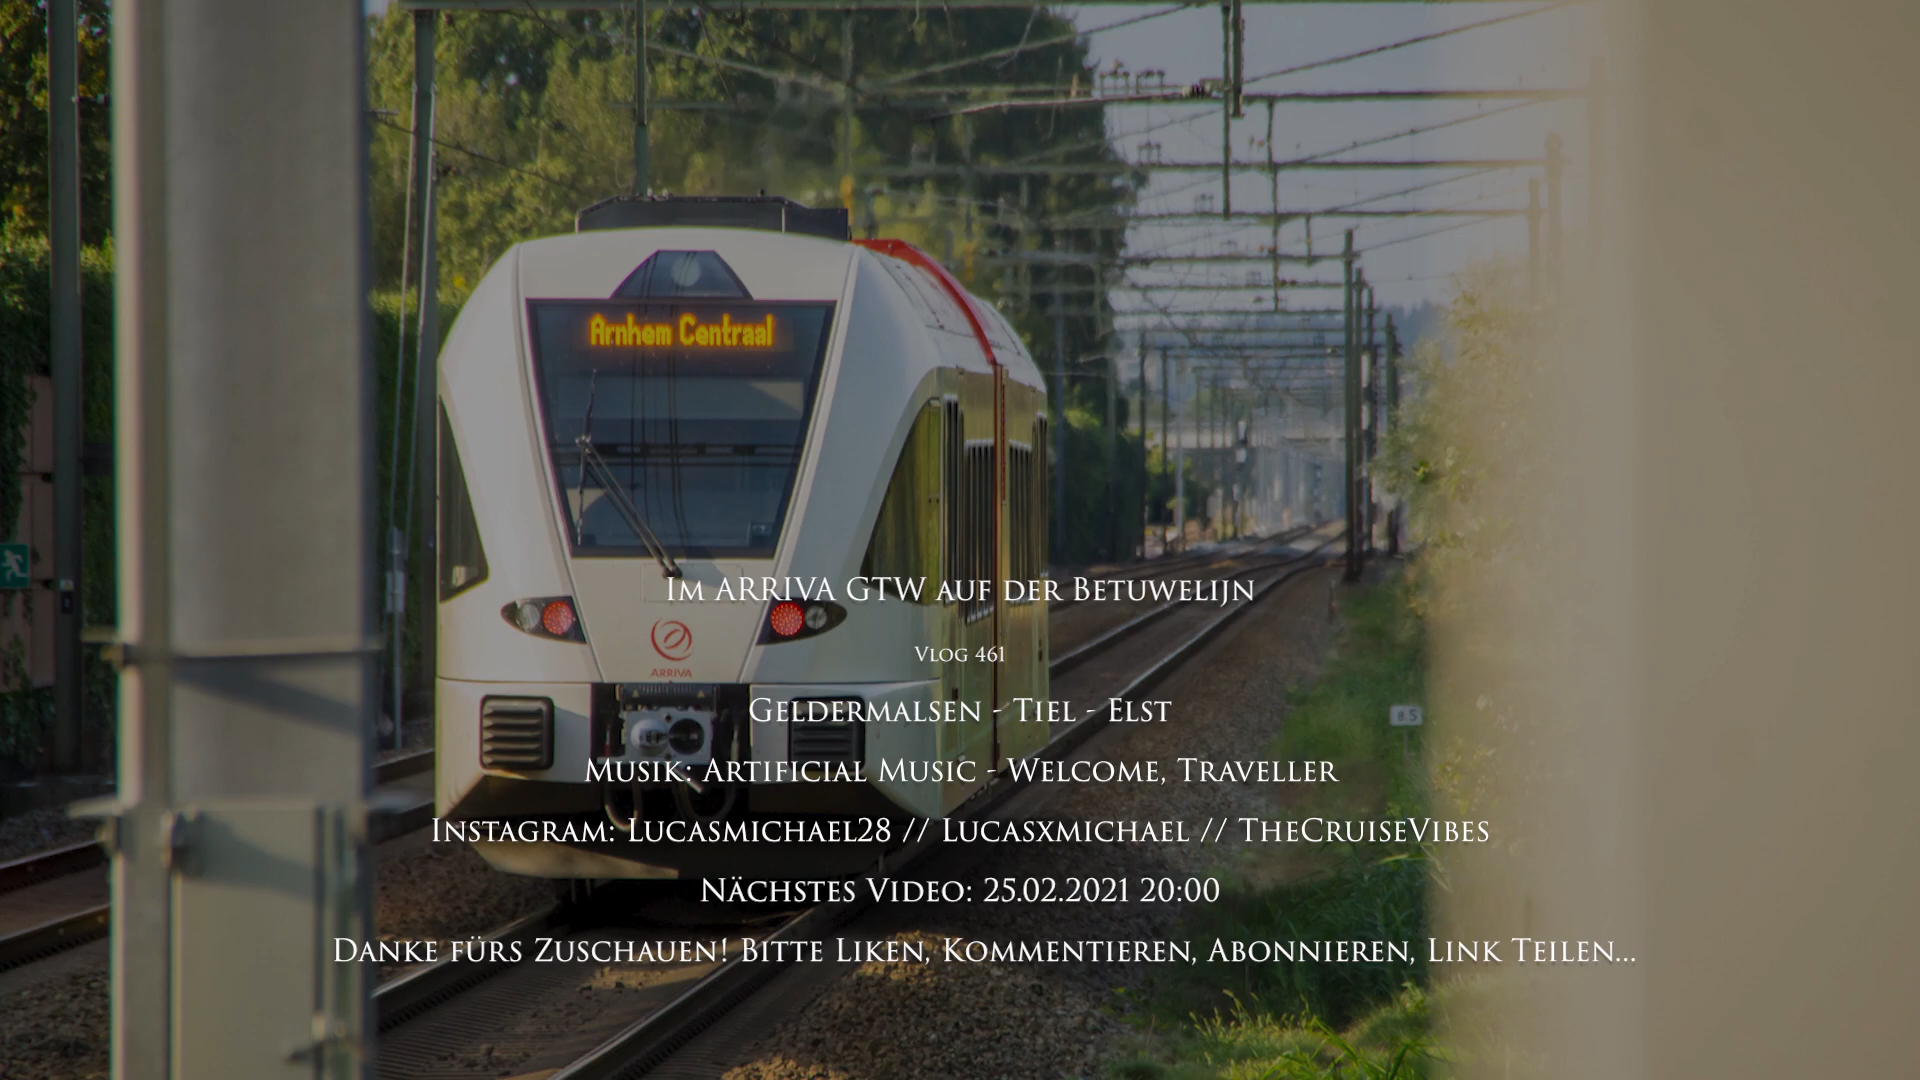 Arnhem Centraal
Im ARRIVA GTW auf der Betuwelijn
ARRIVA
Vlog 461
Geldermalsen - Tiel - Elst
8.5
Musik: Artificial Music - Welcome, Traveller
Instagram: Lucasmichael28 // Lucasxmichael // TheCruiseVibes
Nächstes Video: 25.02.2021 20:00
Danke fürs Zuschauen! Bitte Liken, Kommentieren, Abonnieren, Link Teilen...